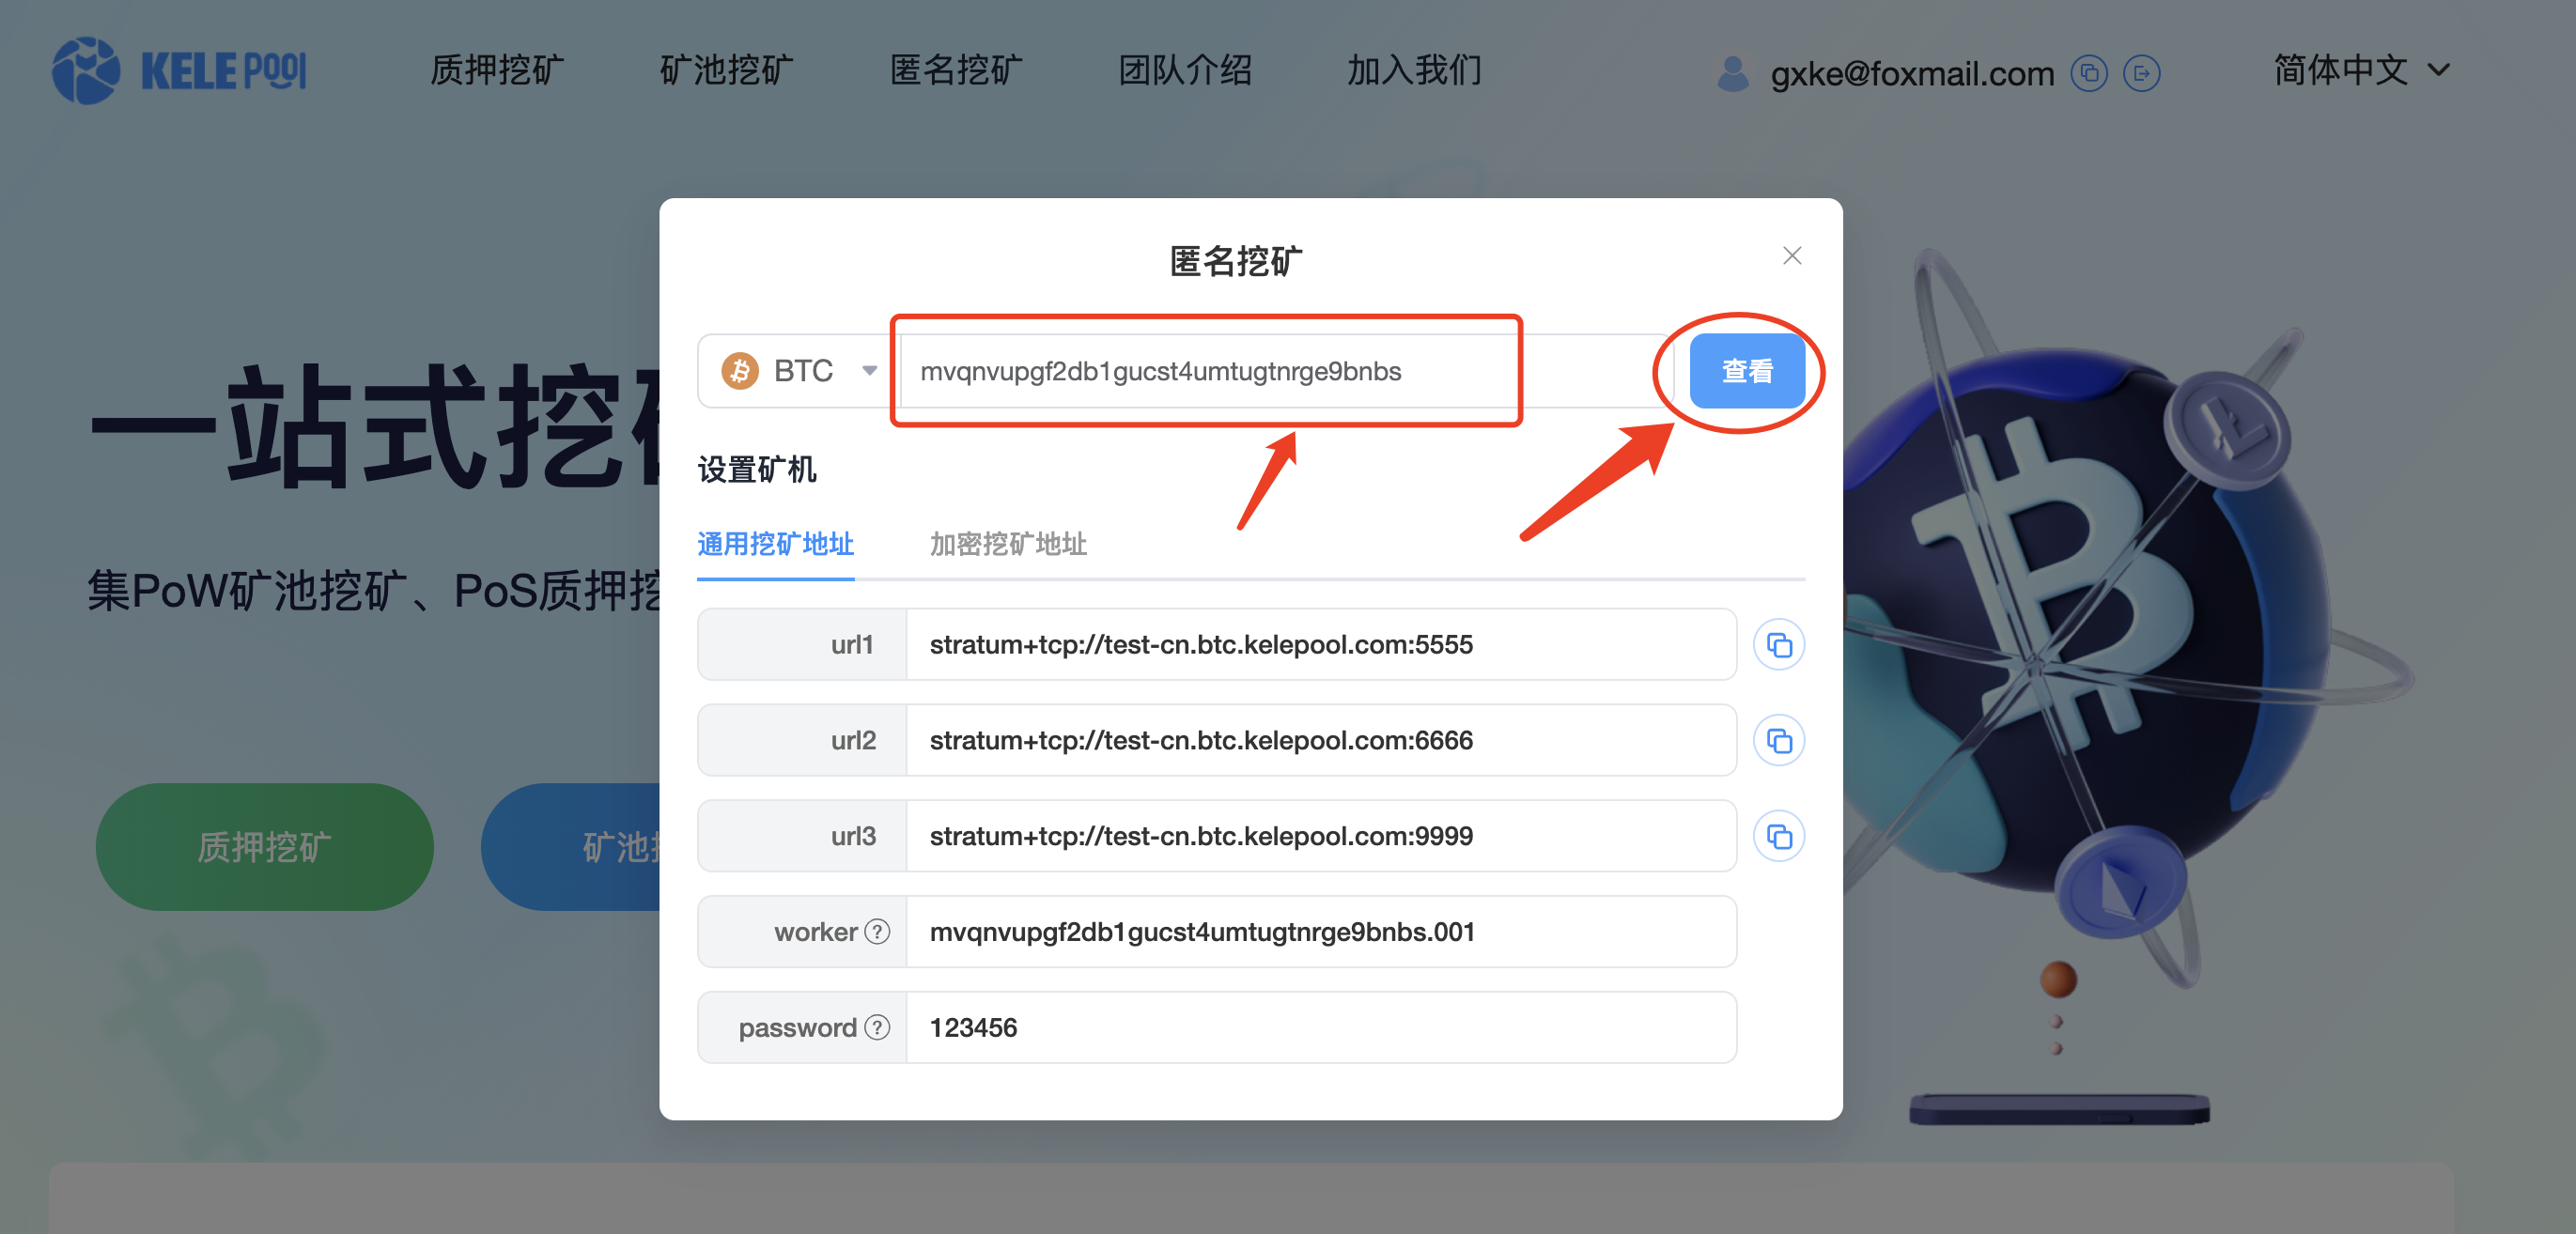 KELE POOL 质押挖矿 矿池挖矿 匿名挖矿 团队介绍 加入我们 gxke@foxmail.com 简体中文
匿名挖矿
BTC mvqnvupgf2db1gucst4umtugtnrge9bnbs 查看
一站式挖
设置矿机
通用挖矿地址 加密挖矿地址
集PoW矿池挖矿、PoS质押挖
url1 stratum+tcp://test-cn.btc.kelepool.com:5555
url2 stratum+tcp://test-cn.btc.kelepool.com:6666
url3 stratum+tcp://test-cn.btc.kelepool.com:9999
质押挖矿 矿池
worker ? mvqnvupgf2db1gucst4umtugtnrge9bnbs.001
password ? 123456